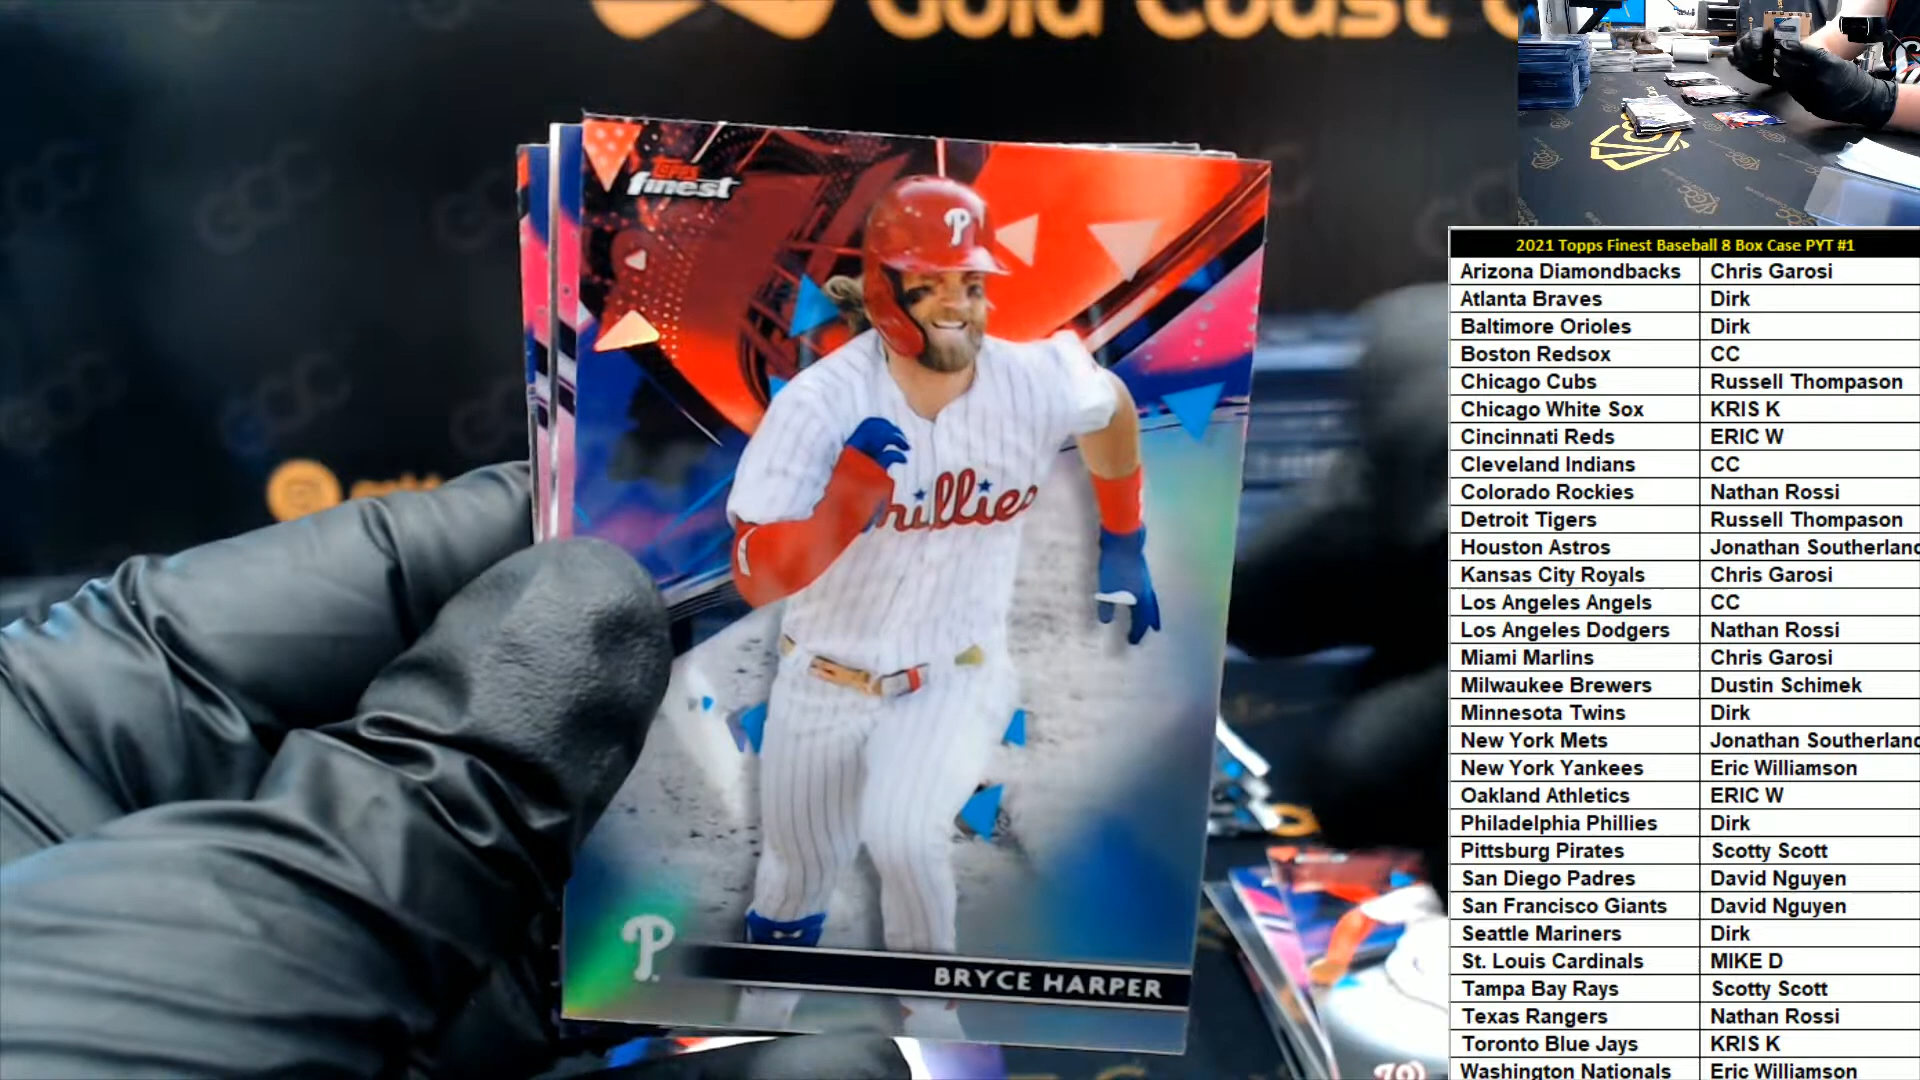 Gold Coast C
TOPPS
finest
P
Phillies
P
BRYCE HARPER
2021 Topps Finest Baseball 8 Box Case PYT #1
Arizona Diamondbacks Chris Garosi
Atlanta Braves Dirk
Baltimore Orioles Dirk
Boston Redsox CC
Chicago Cubs Russell Thompason
Chicago White Sox KRIS K
Cincinnati Reds ERIC W
Cleveland Indians CC
Colorado Rockies Nathan Rossi
Detroit Tigers Russell Thompason
Houston Astros Jonathan Southerland
Kansas City Royals Chris Garosi
Los Angeles Angels CC
Los Angeles Dodgers Nathan Rossi
Miami Marlins Chris Garosi
Milwaukee Brewers Dustin Schimek
Minnesota Twins Dirk
New York Mets Jonathan Southerland
New York Yankees Eric Williamson
Oakland Athletics ERIC W
Philadelphia Phillies Dirk
Pittsburg Pirates Scotty Scott
San Diego Padres David Nguyen
San Francisco Giants David Nguyen
Seattle Mariners Dirk
St. Louis Cardinals MIKE D
Tampa Bay Rays Scotty Scott
Texas Rangers Nathan Rossi
Toronto Blue Jays KRIS K
Washington Nationals Eric Williamson